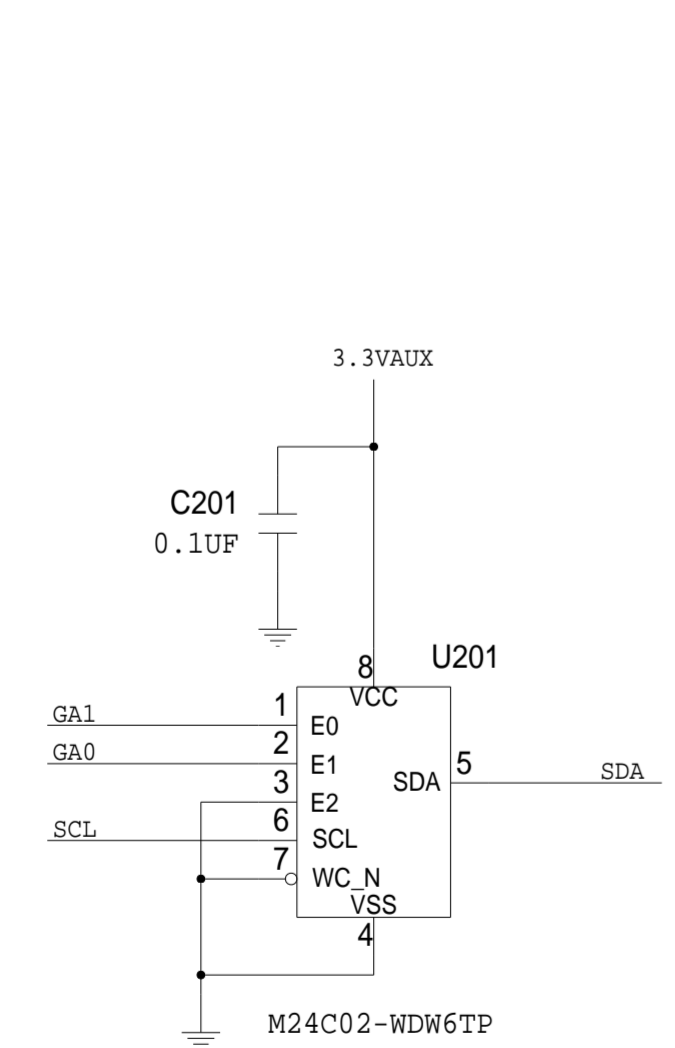 3.3VAUX
C201
0.1UF
U201
8
VCC
GA1 1 E0
GA0 2 E1
SDA 5 SDA
3 E2
SCL 6 SCL
7 WC_N
VSS
4
M24C02-WDW6TP